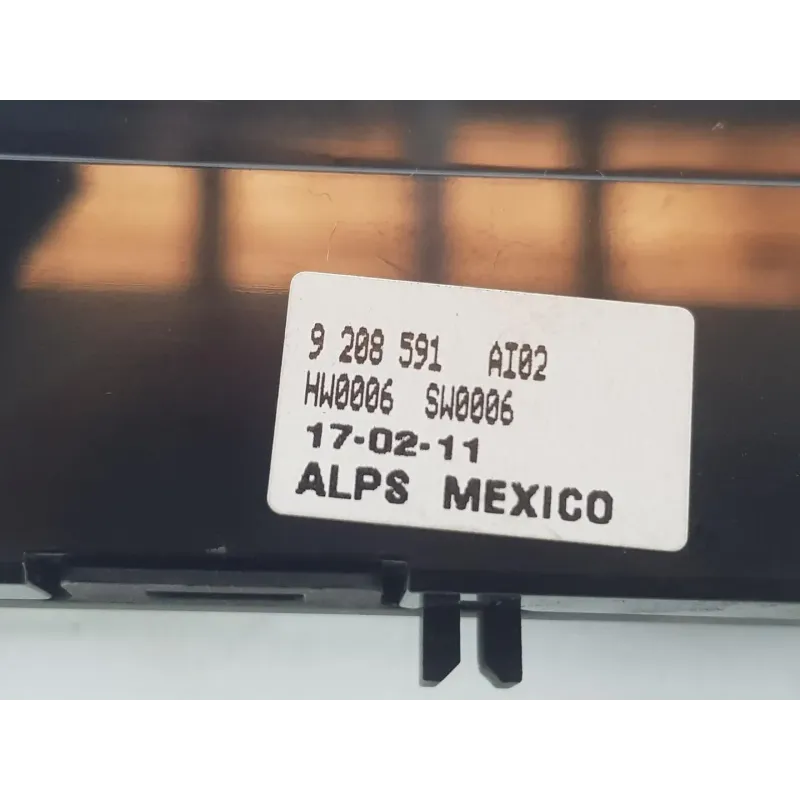 9 208 591 AI02
HW0006 SW0006
17-02-11
ALPS MEXICO